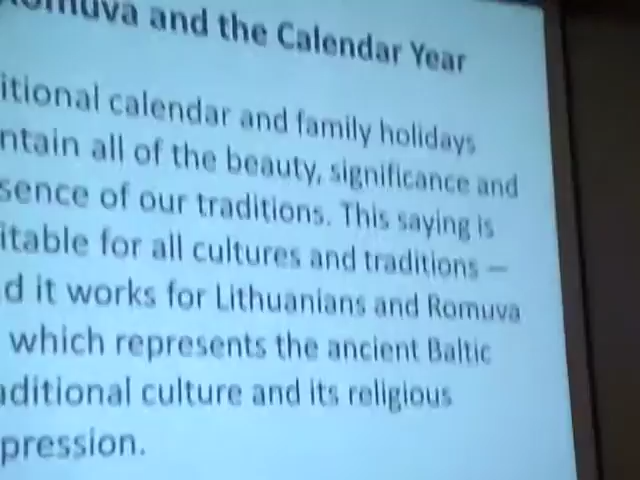 omuva and the Calendar Year
itional calendar and family holidays
ntain all of the beauty, significance and
sence of our traditions. This saying is
itable for all cultures and traditions —
d it works for Lithuanians and Romuva
which represents the ancient Baltic
aditional culture and its religious
pression.